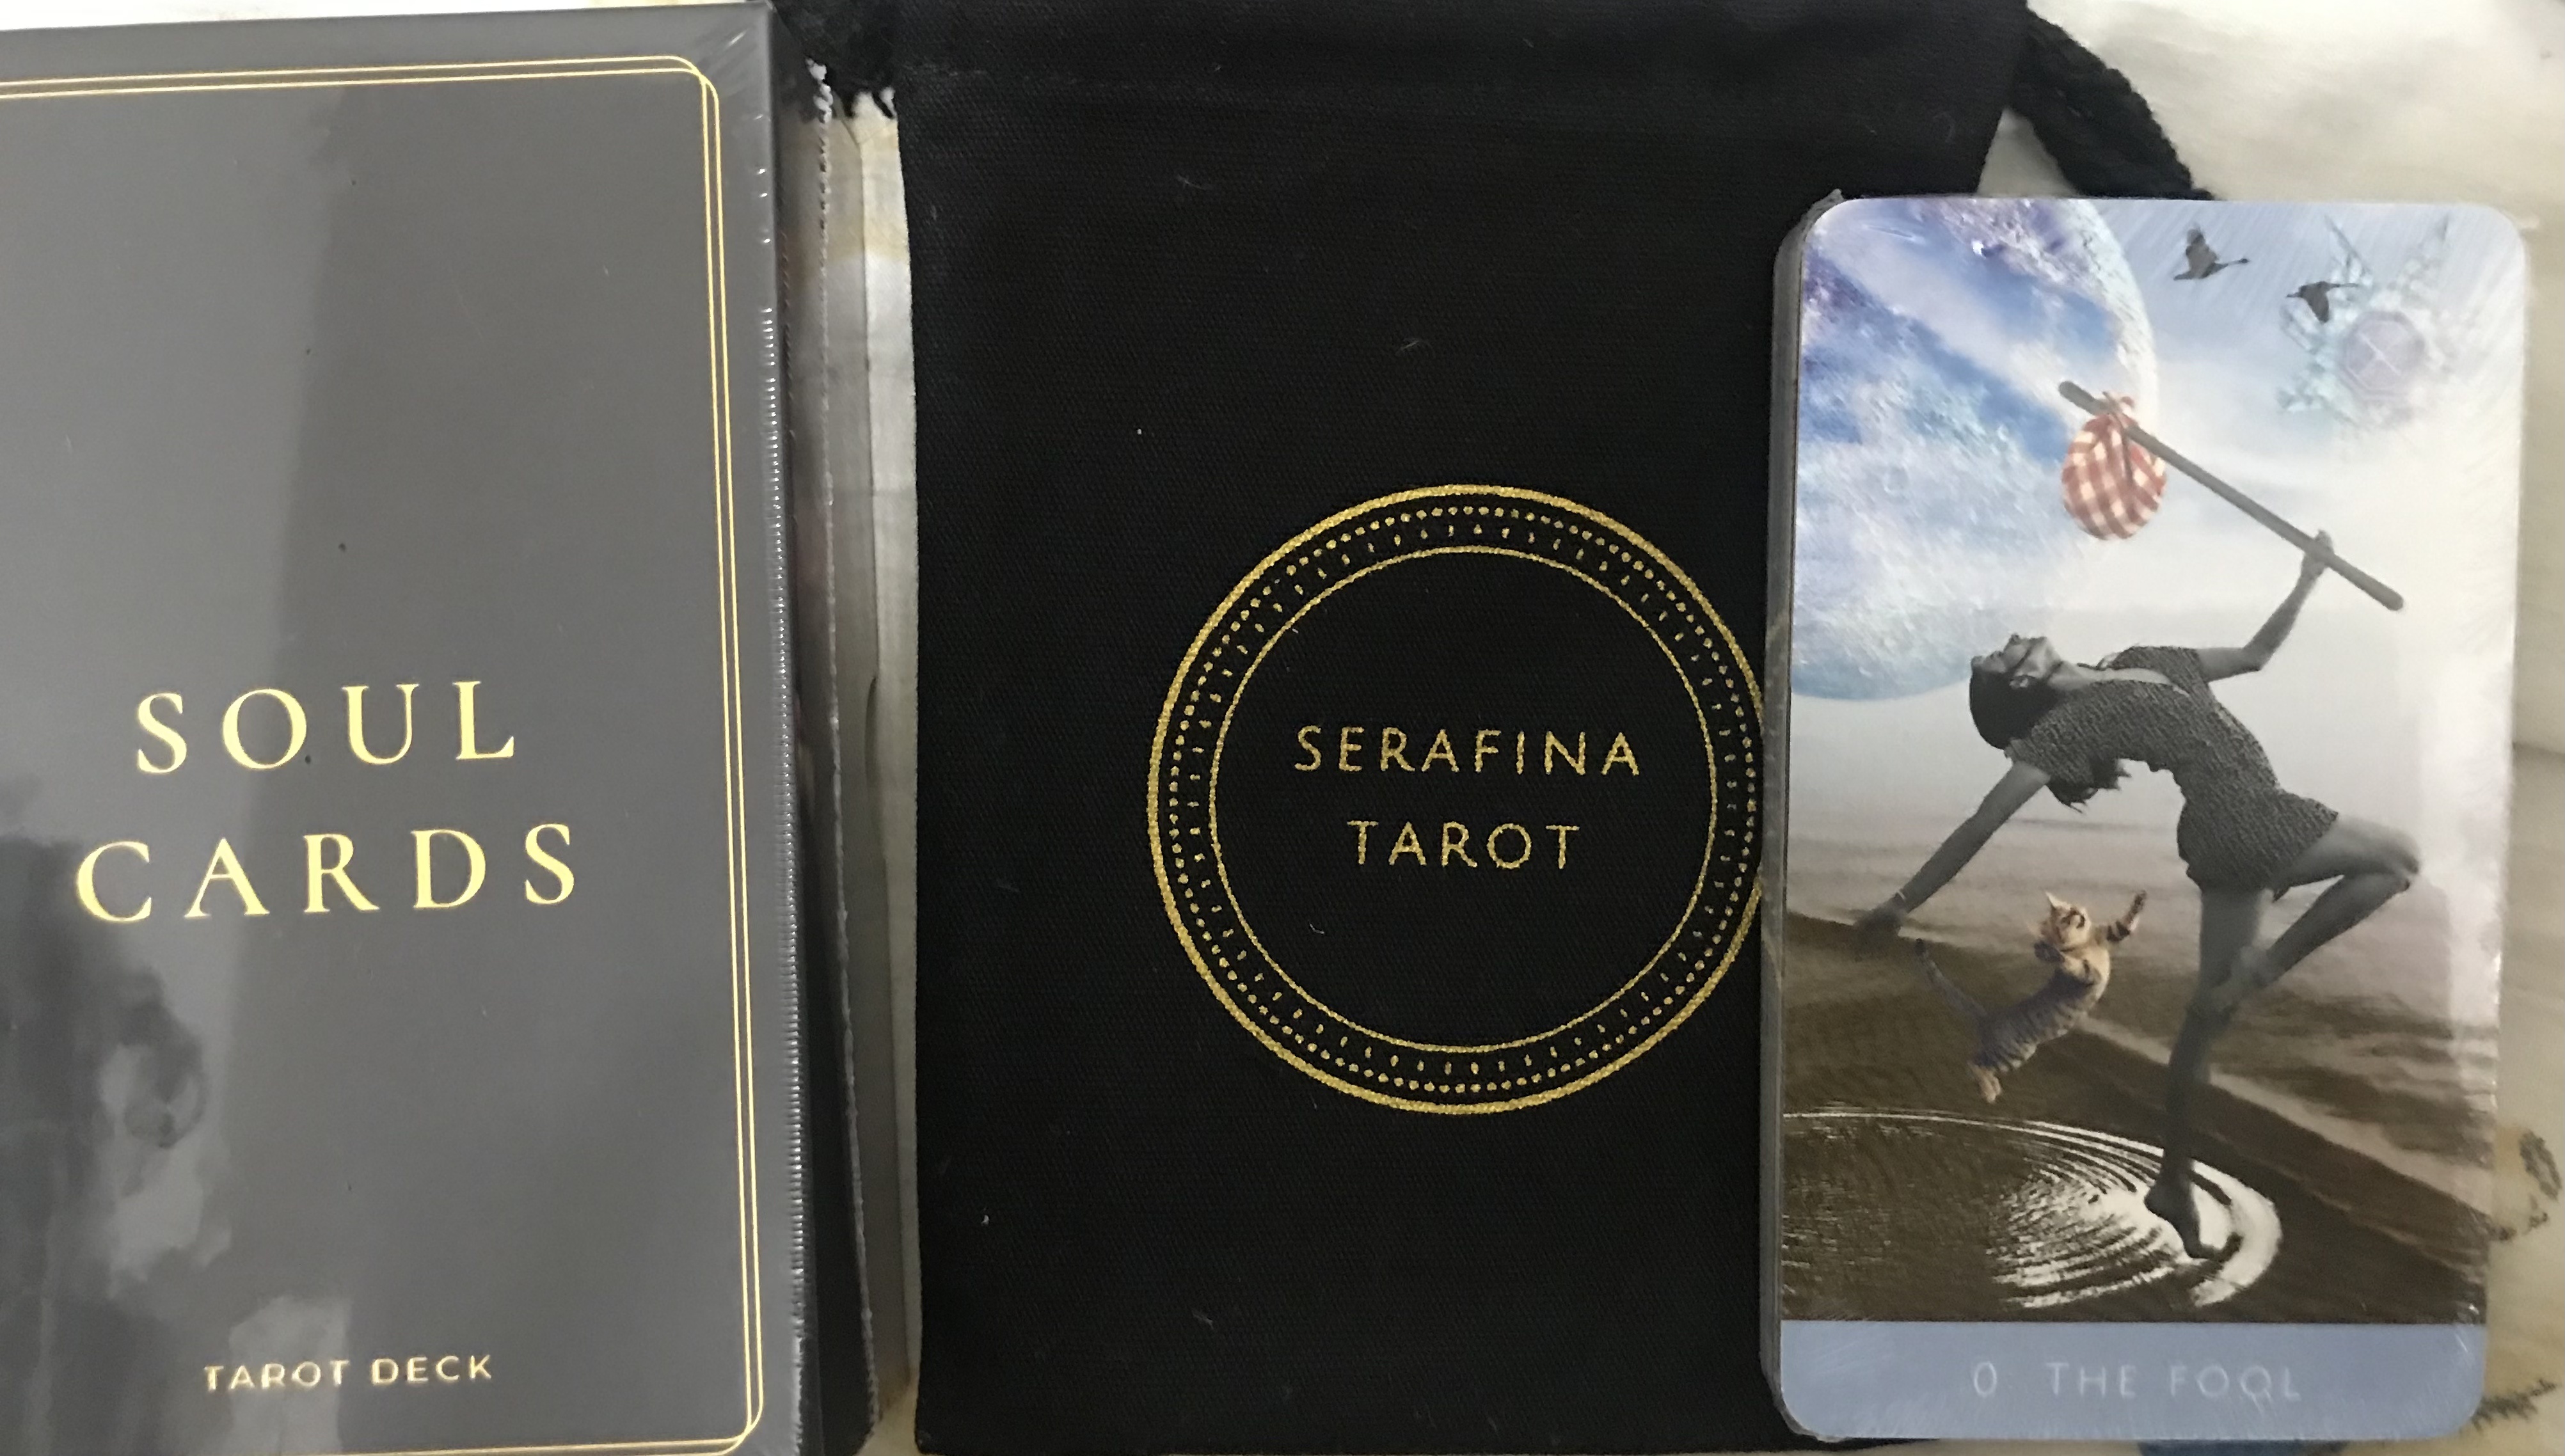 SOUL
CARDS
TAROT DECK
SERAFINA
TAROT
0 THE FOOL